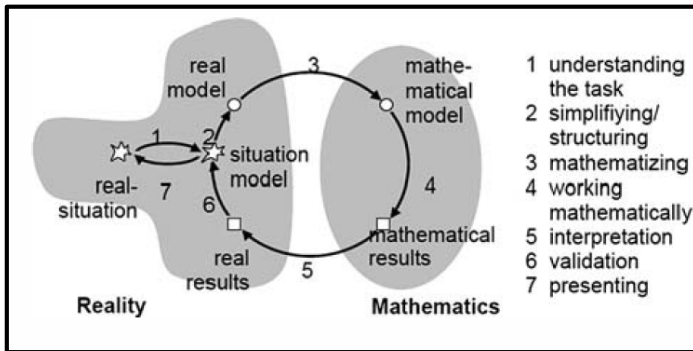 real
model
3
mathe-
matical
model
1
2
situation
model
real-
situation
7
6
4
real
results
5
mathematical
results
Reality
Mathematics
1 understanding
the task
2 simplifiying/
structuring
3 mathematizing
4 working
mathematically
5 interpretation
6 validation
7 presenting